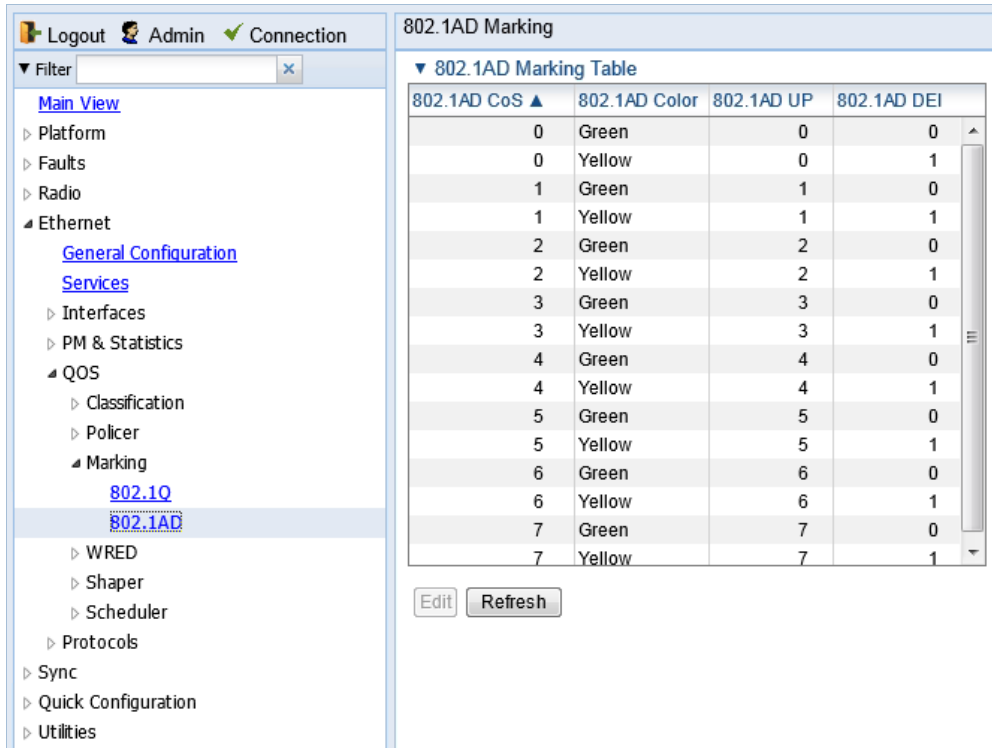 Logout Admin Connection
Filter
Main View
Platform
Faults
Radio
Ethernet
General Configuration
Services
Interfaces
PM & Statistics
QOS
Classification
Policer
Marking
802.1Q
802.1AD
WRED
Shaper
Scheduler
Protocols
Sync
Quick Configuration
Utilities
802.1AD Marking
802.1AD Marking Table
802.1AD CoS 802.1AD Color 802.1AD UP 802.1AD DEI
0 Green 0 0
0 Yellow 0 1
1 Green 1 0
1 Yellow 1 1
2 Green 2 0
2 Yellow 2 1
3 Green 3 0
3 Yellow 3 1
4 Green 4 0
4 Yellow 4 1
5 Green 5 0
5 Yellow 5 1
6 Green 6 0
6 Yellow 6 1
7 Green 7 0
7 Yellow 7 1
Edit Refresh